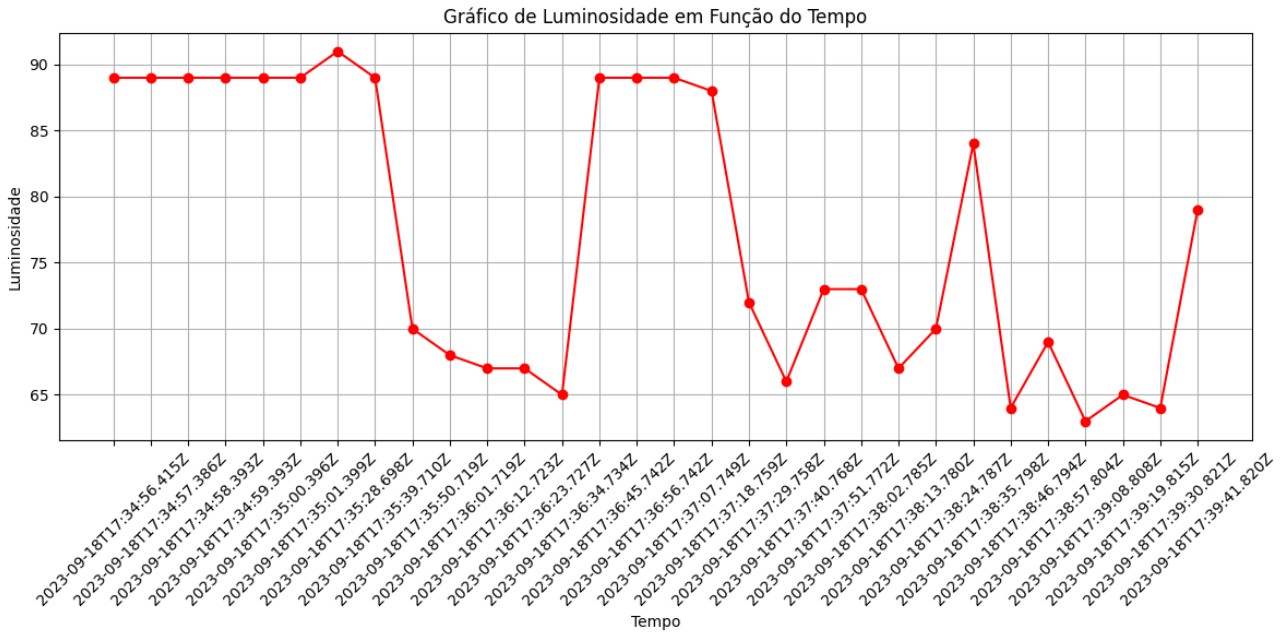 Gráfico de Luminosidade em Função do Tempo
Luminosidade
90
85
80
75
70
65
2023-09-18T17:34:56.415Z
2023-09-18T17:34:57.386Z
2023-09-18T17:34:58.393Z
2023-09-18T17:34:59.393Z
2023-09-18T17:35:00.396Z
2023-09-18T17:35:01.399Z
2023-09-18T17:35:28.698Z
2023-09-18T17:35:39.710Z
2023-09-18T17:35:50.719Z
2023-09-18T17:36:01.719Z
2023-09-18T17:36:12.723Z
2023-09-18T17:36:23.727Z
2023-09-18T17:36:34.734Z
2023-09-18T17:36:45.742Z
2023-09-18T17:36:56.742Z
2023-09-18T17:37:07.749Z
2023-09-18T17:37:18.759Z
2023-09-18T17:37:29.758Z
2023-09-18T17:37:40.768Z
2023-09-18T17:37:51.772Z
2023-09-18T17:38:02.785Z
2023-09-18T17:38:13.780Z
2023-09-18T17:38:24.787Z
2023-09-18T17:38:35.798Z
2023-09-18T17:38:46.794Z
2023-09-18T17:38:57.804Z
2023-09-18T17:39:08.808Z
2023-09-18T17:39:19.815Z
2023-09-18T17:39:30.821Z
2023-09-18T17:39:41.820Z
Tempo